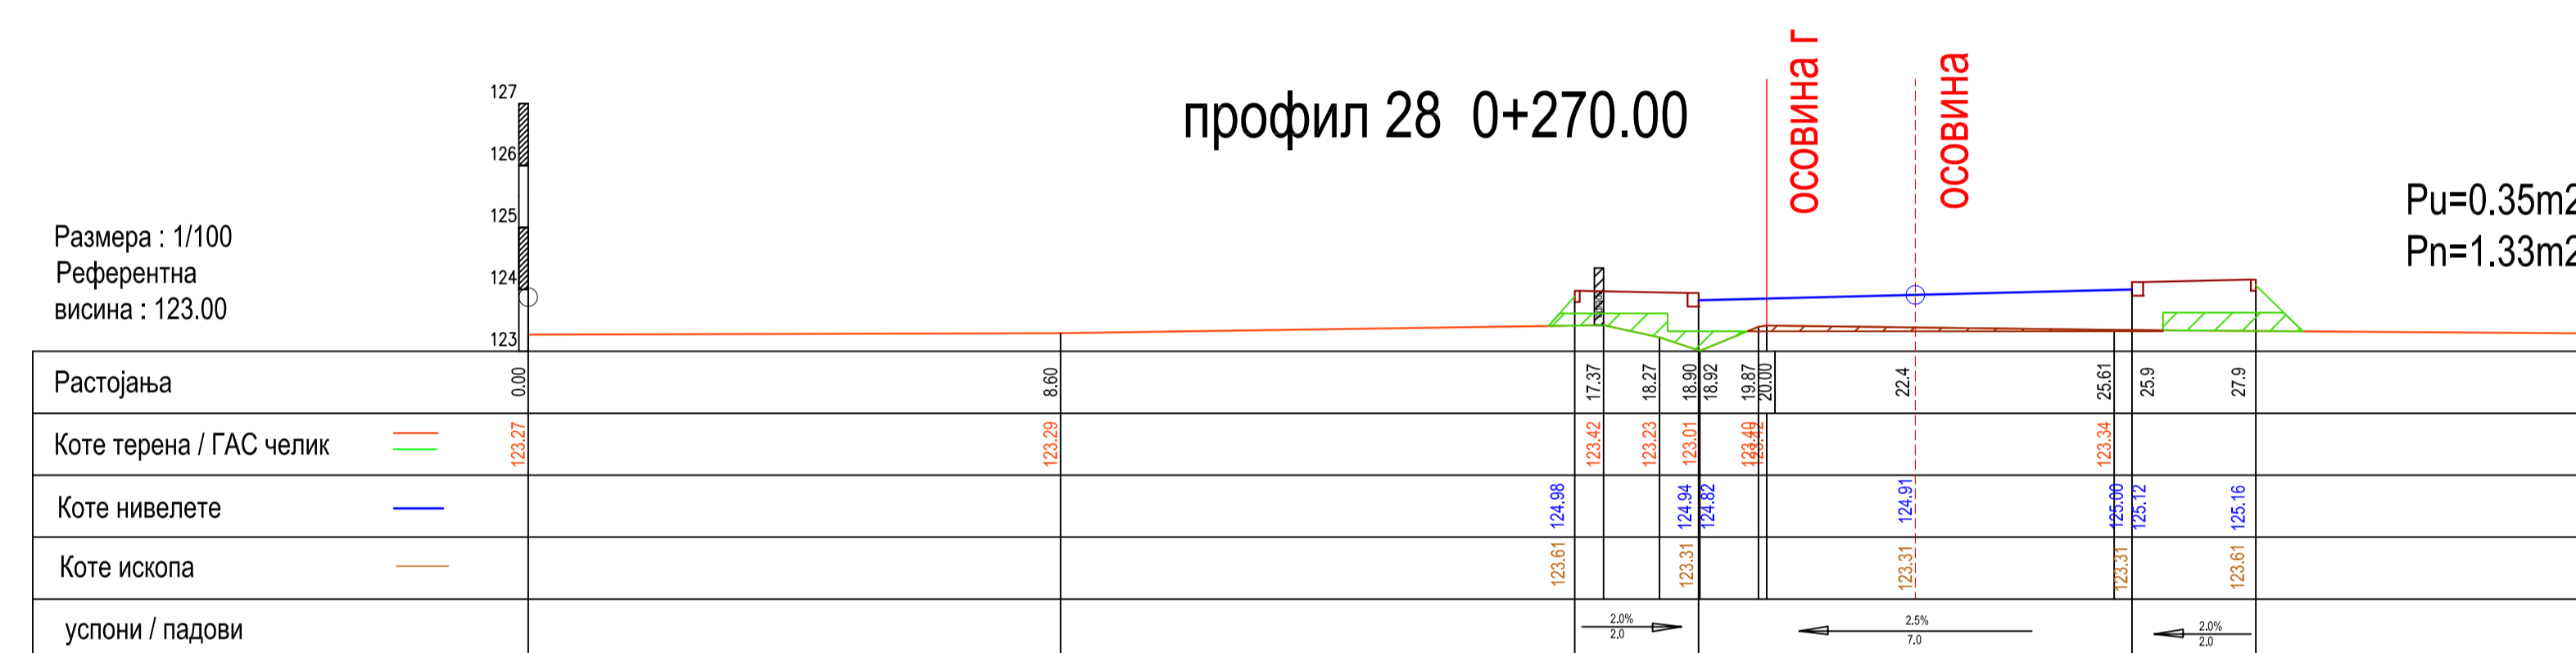 профил 28 0+270.00
осовина г
осовина
127
126
125
124
123
Размера : 1/100
Референтна
висина : 123.00
Pu=0.35m2
Pn=1.33m2
Растојања
0.00 8.60 17.37 18.27 18.90 18.92 19.87 20.00 22.4 25.61 25.9 27.9
Коте терена / ГАС челик
123.27 123.29 123.42 123.23 123.01 123.40 123.42 123.34
Коте нивелете
124.98 124.94 124.82 124.91 125.00 125.12 125.16
Коте ископа
123.61 123.31 123.31 123.31 123.61
успони / падови
2.0% 2.5% 2.0%
2.0 7.0 2.0